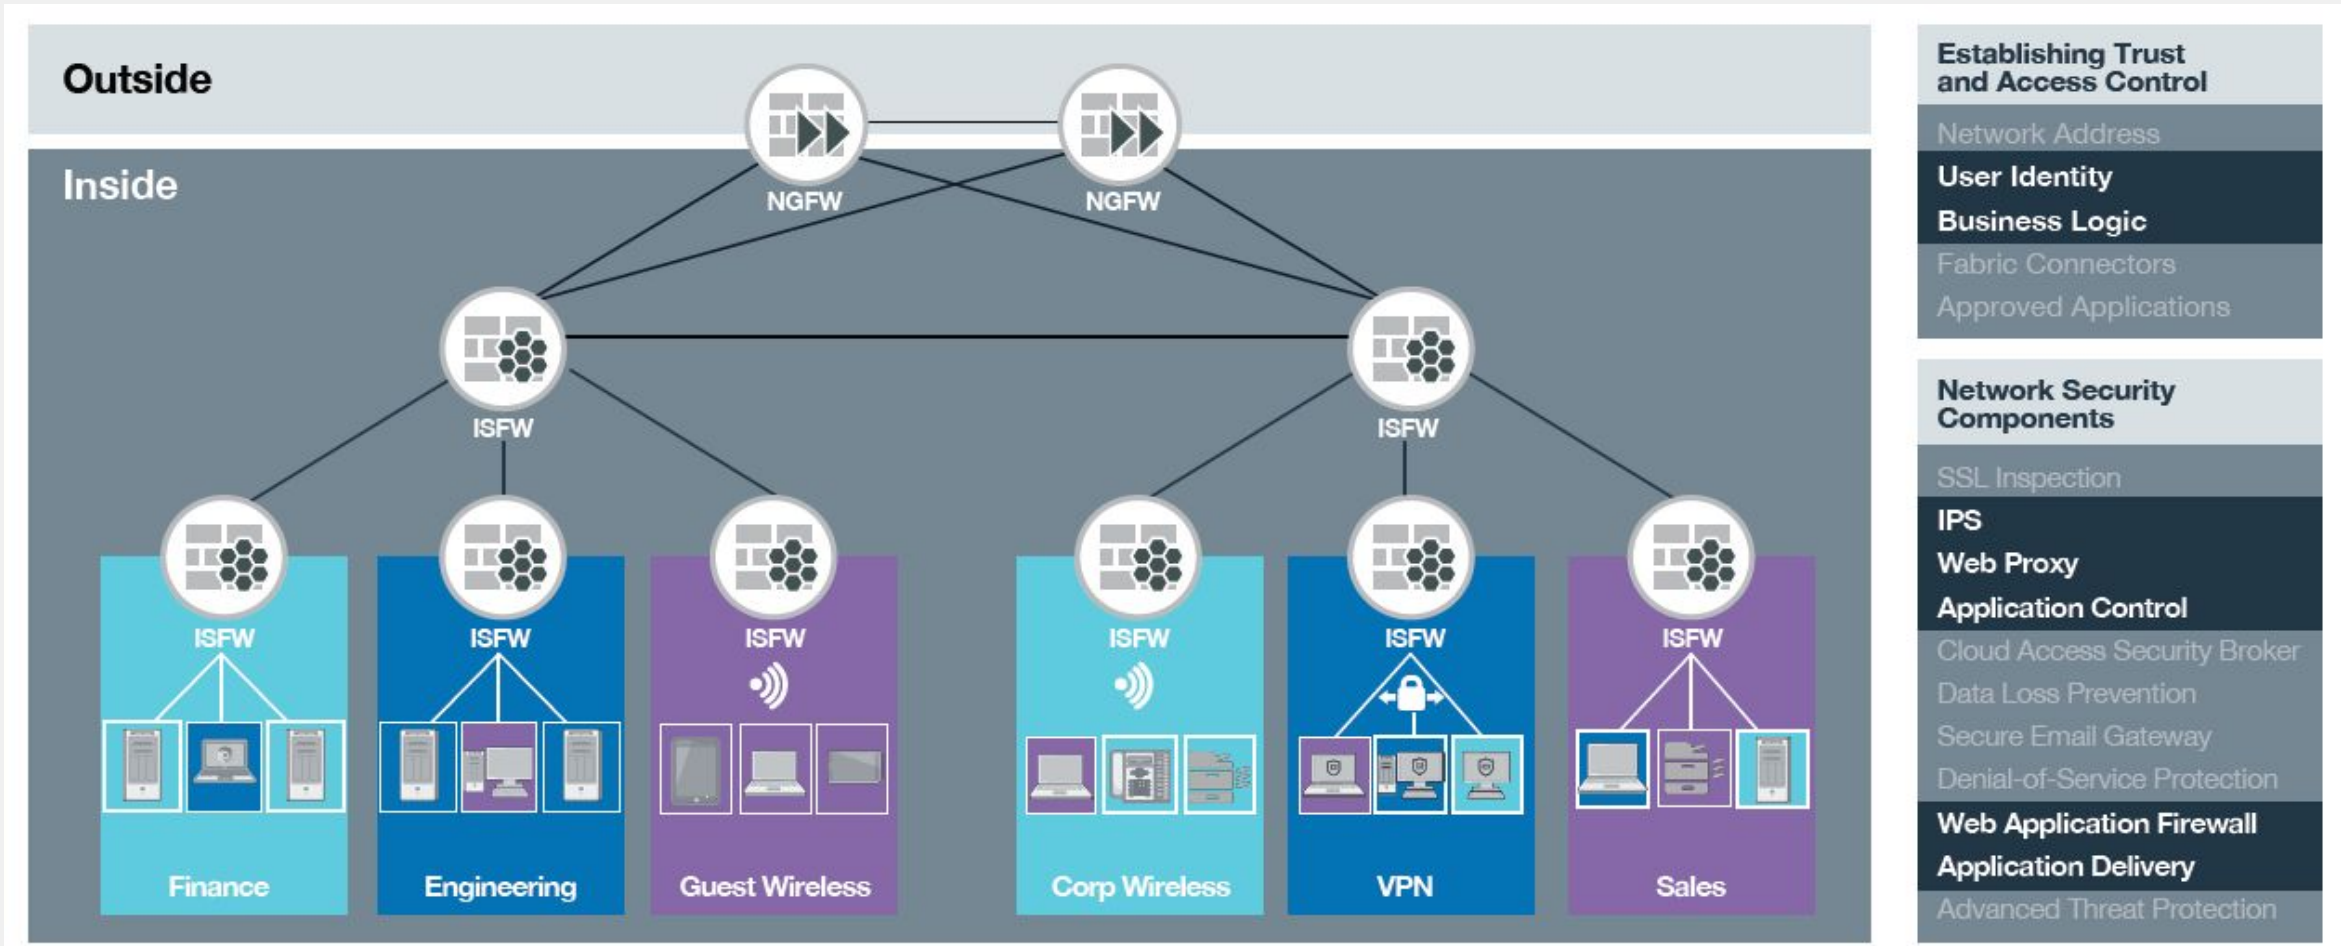 Outside
NGFW
NGFW
Inside
ISFW
ISFW
ISFW
ISFW
ISFW
ISFW
ISFW
ISFW
Finance
Engineering
Guest Wireless
Corp Wireless
VPN
Sales
Establishing Trust
and Access Control
Network Address
User Identity
Business Logic
Fabric Connectors
Approved Applications
Network Security
Components
SSL Inspection
IPS
Web Proxy
Application Control
Cloud Access Security Broker
Data Loss Prevention
Secure Email Gateway
Denial-of-Service Protection
Web Application Firewall
Application Delivery
Advanced Threat Protection